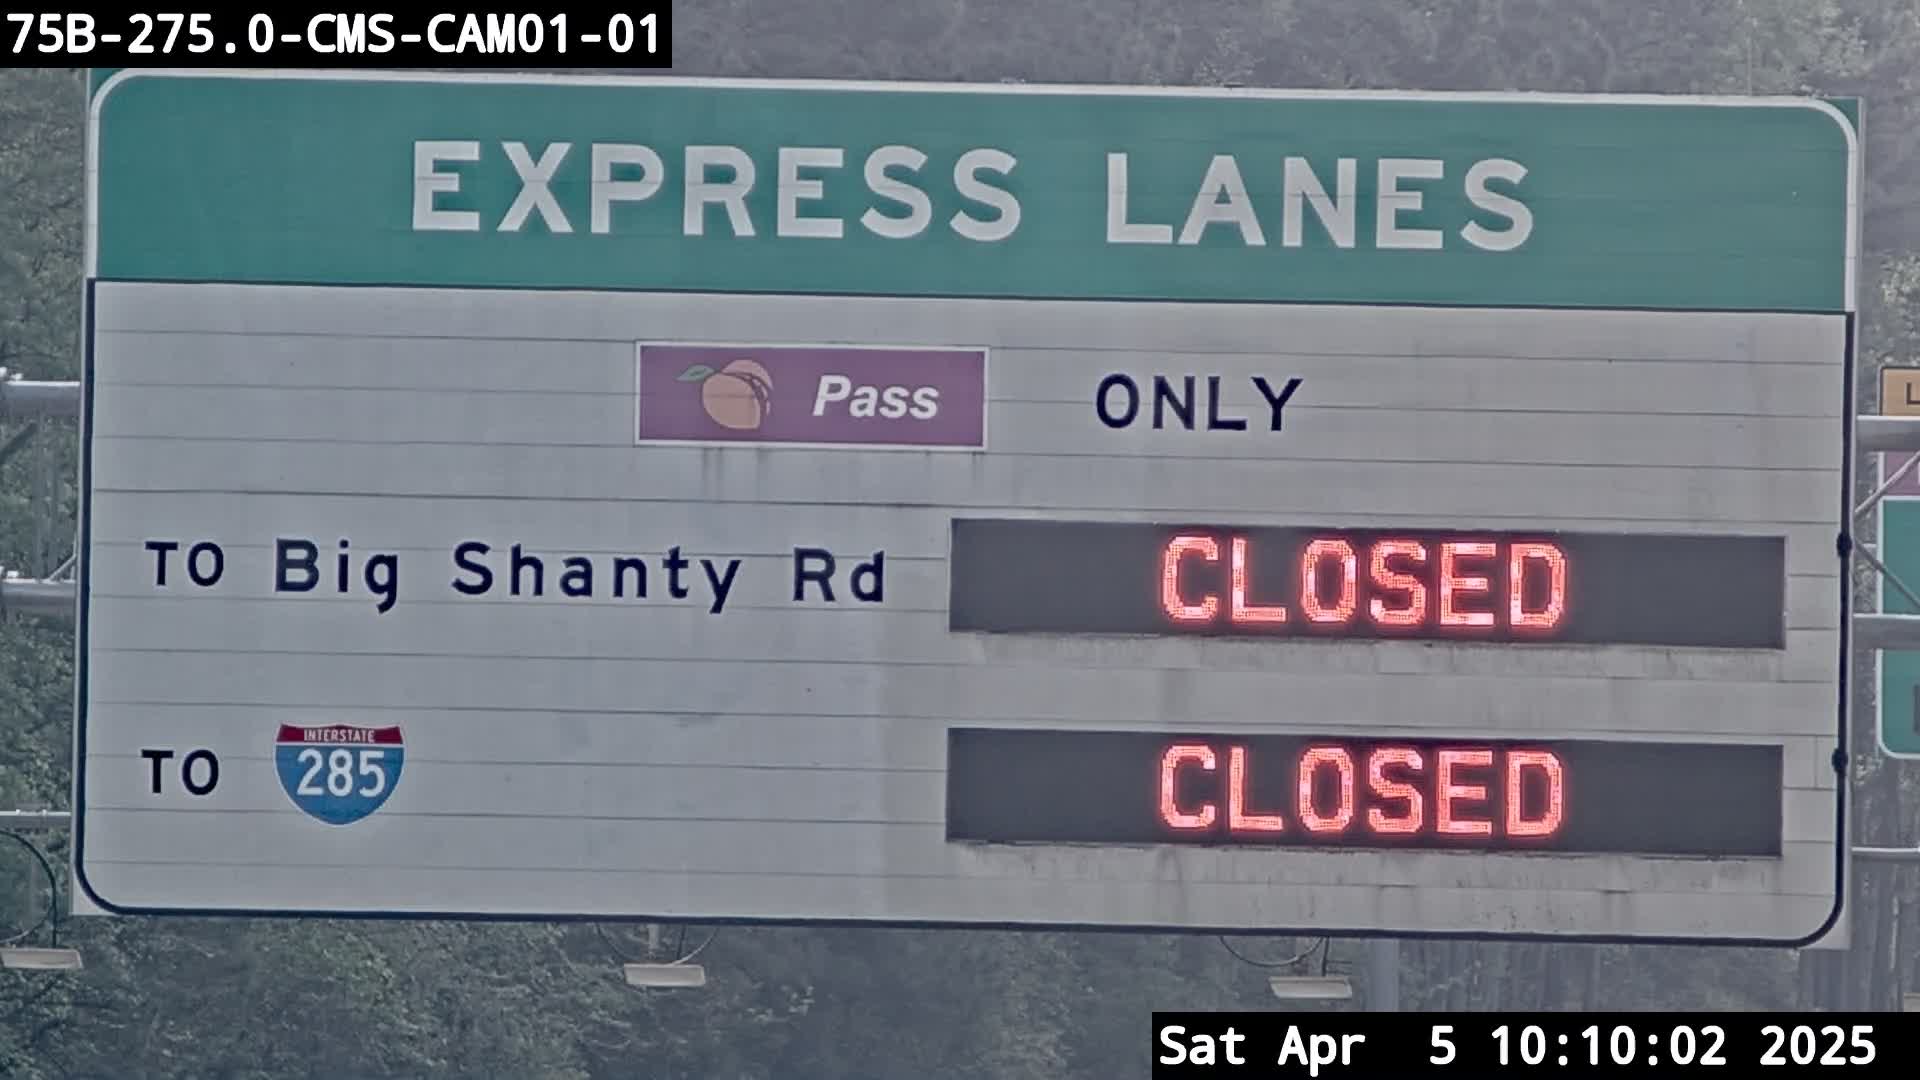 75B-275.0-CMS-CAM01-01
EXPRESS LANES
Pass ONLY
TO Big Shanty Rd CLOSED
TO INTERSTATE 285 CLOSED
Sat Apr 5 10:10:02 2025